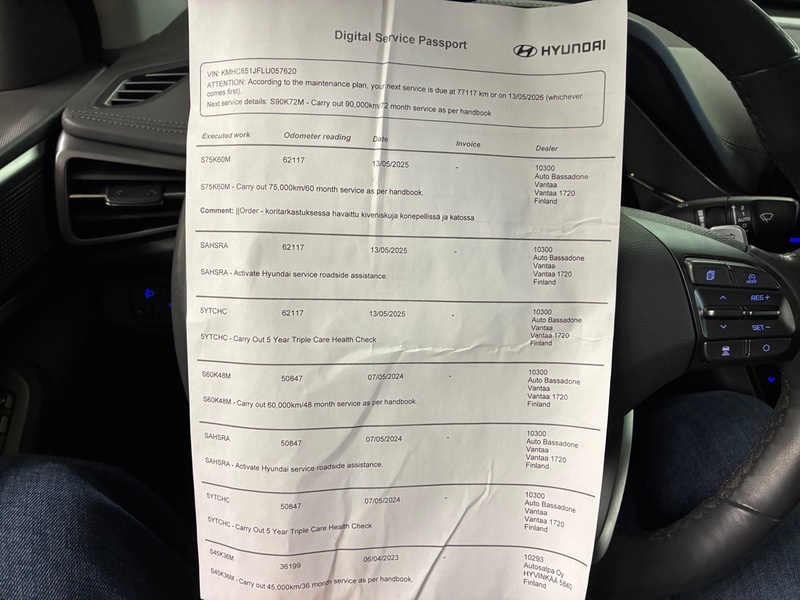 Digital Service Passport
HYUNDAI
VIN: KMHC851JFLU057620
ATTENTION: According to the maintenance plan, your next service is due at 77117 km or on 13/05/2026 (whichever
comes first).
Next service details: S90K72M - Carry out 90,000km/72 month service as per handbook
Executed work Odometer reading Date Invoice Dealer
S75K60M 62117 13/05/2025 - 10300
Auto Bassadone
Vantaa
Vantaa 1720
Finland
S75K60M - Carry out 75,000km/60 month service as per handbook.
Comment: ||Order - koritarkastuksessa havaittu kiveniskuja konepellissä ja katossa
SAHSRA 62117 13/05/2025 - 10300
Auto Bassadone
Vantaa
Vantaa 1720
Finland
SAHSRA - Activate Hyundai service roadside assistance.
5YTCHC 62117 13/05/2025 - 10300
Auto Bassadone
Vantaa
Vantaa 1720
Finland
5YTCHC - Carry Out 5 Year Triple Care Health Check
S60K48M 50847 07/05/2024 - 10300
Auto Bassadone
Vantaa
Vantaa 1720
Finland
S60K48M - Carry out 60,000km/48 month service as per handbook.
SAHSRA 50847 07/05/2024 - 10300
Auto Bassadone
Vantaa
Vantaa 1720
Finland
SAHSRA - Activate Hyundai service roadside assistance.
5YTCHC 50847 07/05/2024 - 10300
Auto Bassadone
Vantaa
Vantaa 1720
Finland
5YTCHC - Carry Out 5 Year Triple Care Health Check
S45K36M 36199 06/04/2023 - 10293
Autosalpa Oy
HYVINKÄÄ 5840
Finland
S45K36M - Carry out 45,000km/36 month service as per handbook.
AUTO
MODE
RES +
SET -